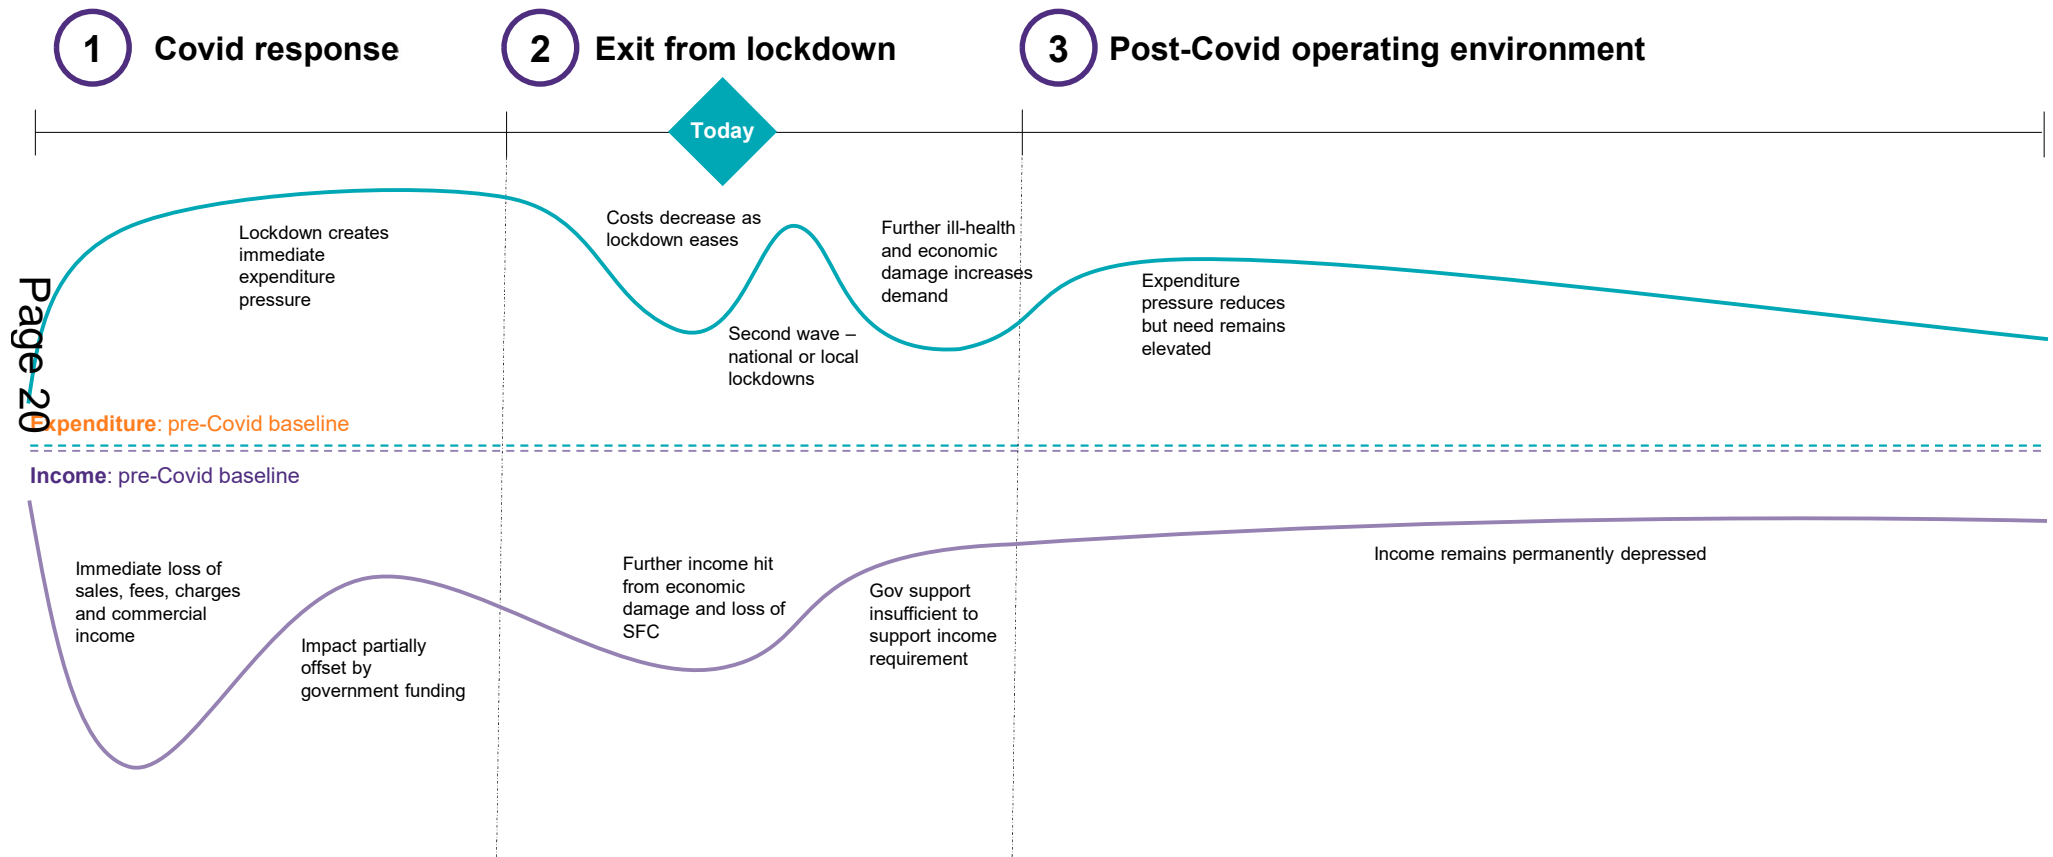 1
Covid response
2
Exit from lockdown
3
Post-Covid operating environment
Today
Lockdown creates
immediate
expenditure
pressure
Costs decrease as
lockdown eases
Second wave –
national or local
lockdowns
Further ill-health
and economic
damage increases
demand
Expenditure
pressure reduces
but need remains
elevated
Page 20
Expenditure: pre-Covid baseline
Income: pre-Covid baseline
Immediate loss of
sales, fees, charges
and commercial
income
Impact partially
offset by
government funding
Further income hit
from economic
damage and loss of
SFC
Gov support
insufficient to
support income
requirement
Income remains permanently depressed